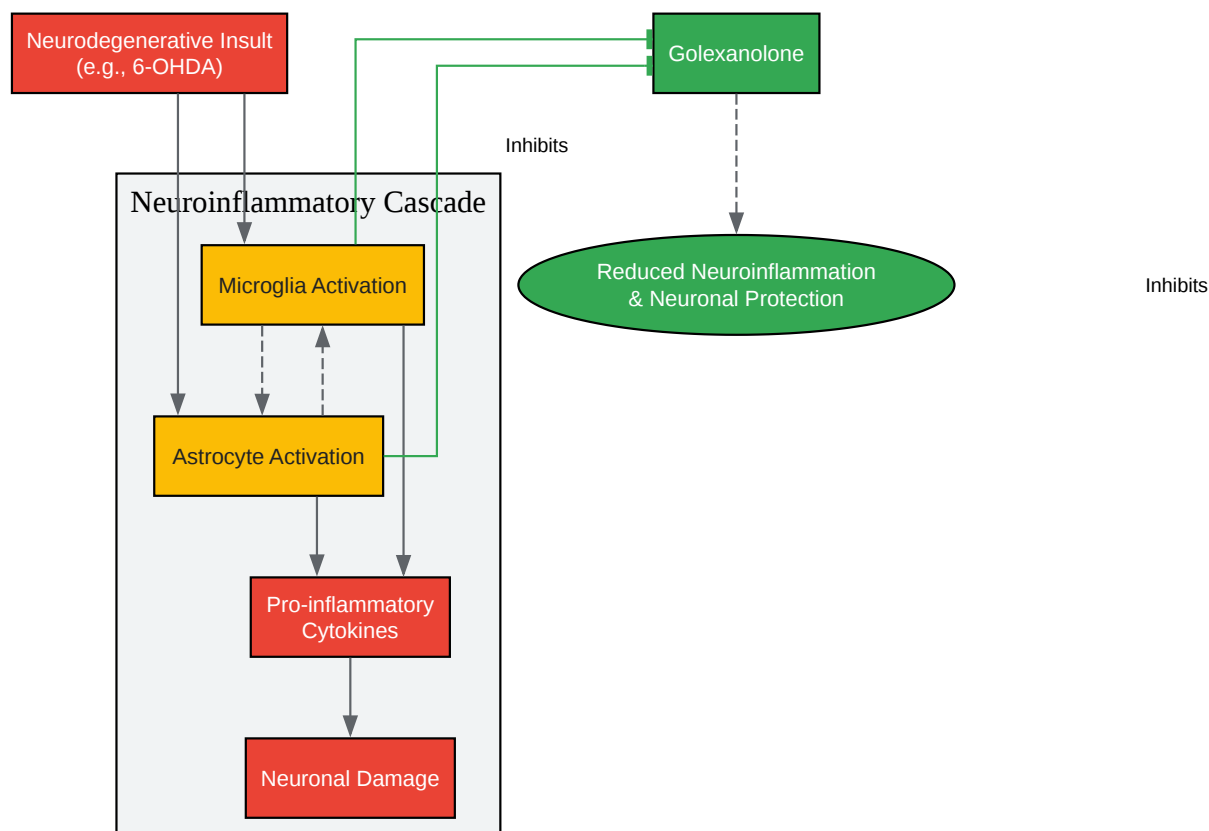 Neurodegenerative Insult
(e.g., 6-OHDA)
Golexanolone
Inhibits
Neuroinflammatory Cascade
Microglia Activation
Reduced Neuroinflammation
& Neuronal Protection
Inhibits
Astrocyte Activation
Pro-inflammatory
Cytokines
Neuronal Damage